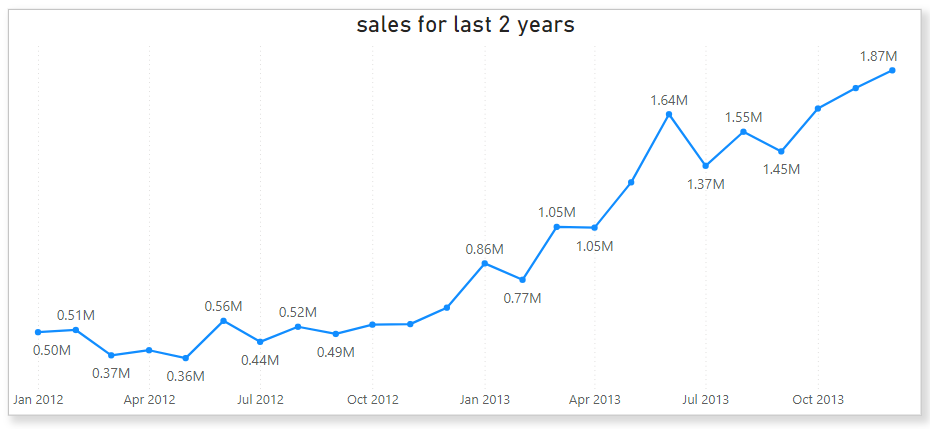 sales for last 2 years
1.87M
1.64M
1.55M
1.37M
1.45M
1.05M
1.05M
0.86M
0.77M
0.56M
0.51M
0.52M
0.50M
0.44M
0.49M
0.37M
0.36M
Jan 2012 Apr 2012 Jul 2012 Oct 2012 Jan 2013 Apr 2013 Jul 2013 Oct 2013